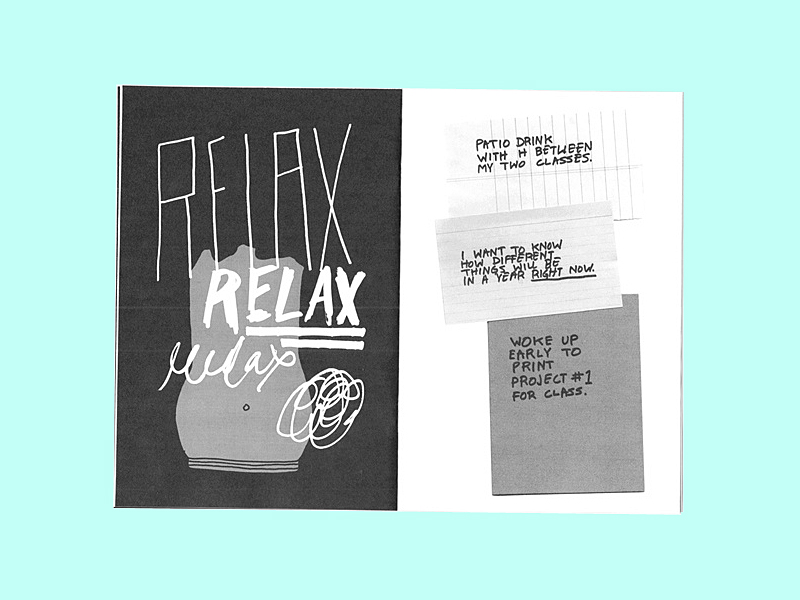 RELAX
RELAX
relax
PATIO DRINK
WITH H BETWEEN
MY TWO CLASSES.
I WANT TO KNOW
HOW DIFFERENT
THINGS WILL BE
IN A YEAR RIGHT NOW.
WOKE UP
EARLY TO
PRINT
PROJECT #1
FOR CLASS.